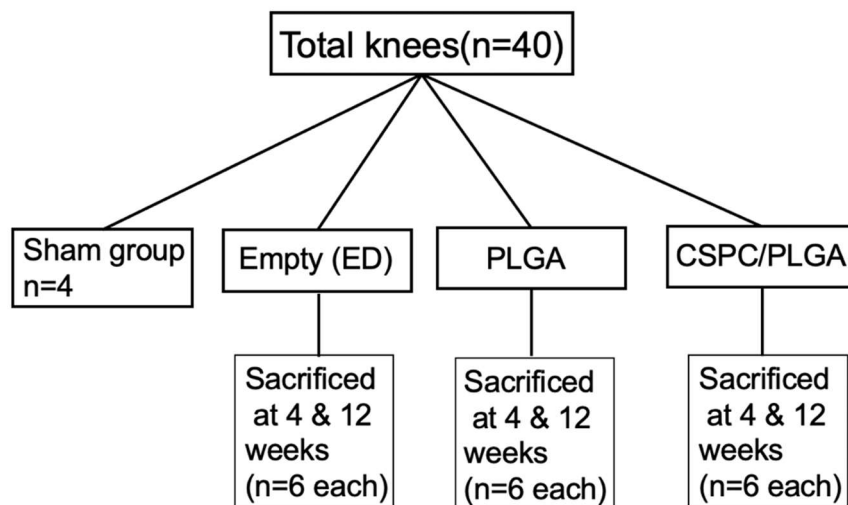 Total knees(n=40)
Sham group
n=4
Empty (ED)
PLGA
CSPC/PLGA
Sacrificed
at 4 & 12
weeks
(n=6 each)
Sacrificed
at 4 & 12
weeks
(n=6 each)
Sacrificed
at 4 & 12
weeks
(n=6 each)